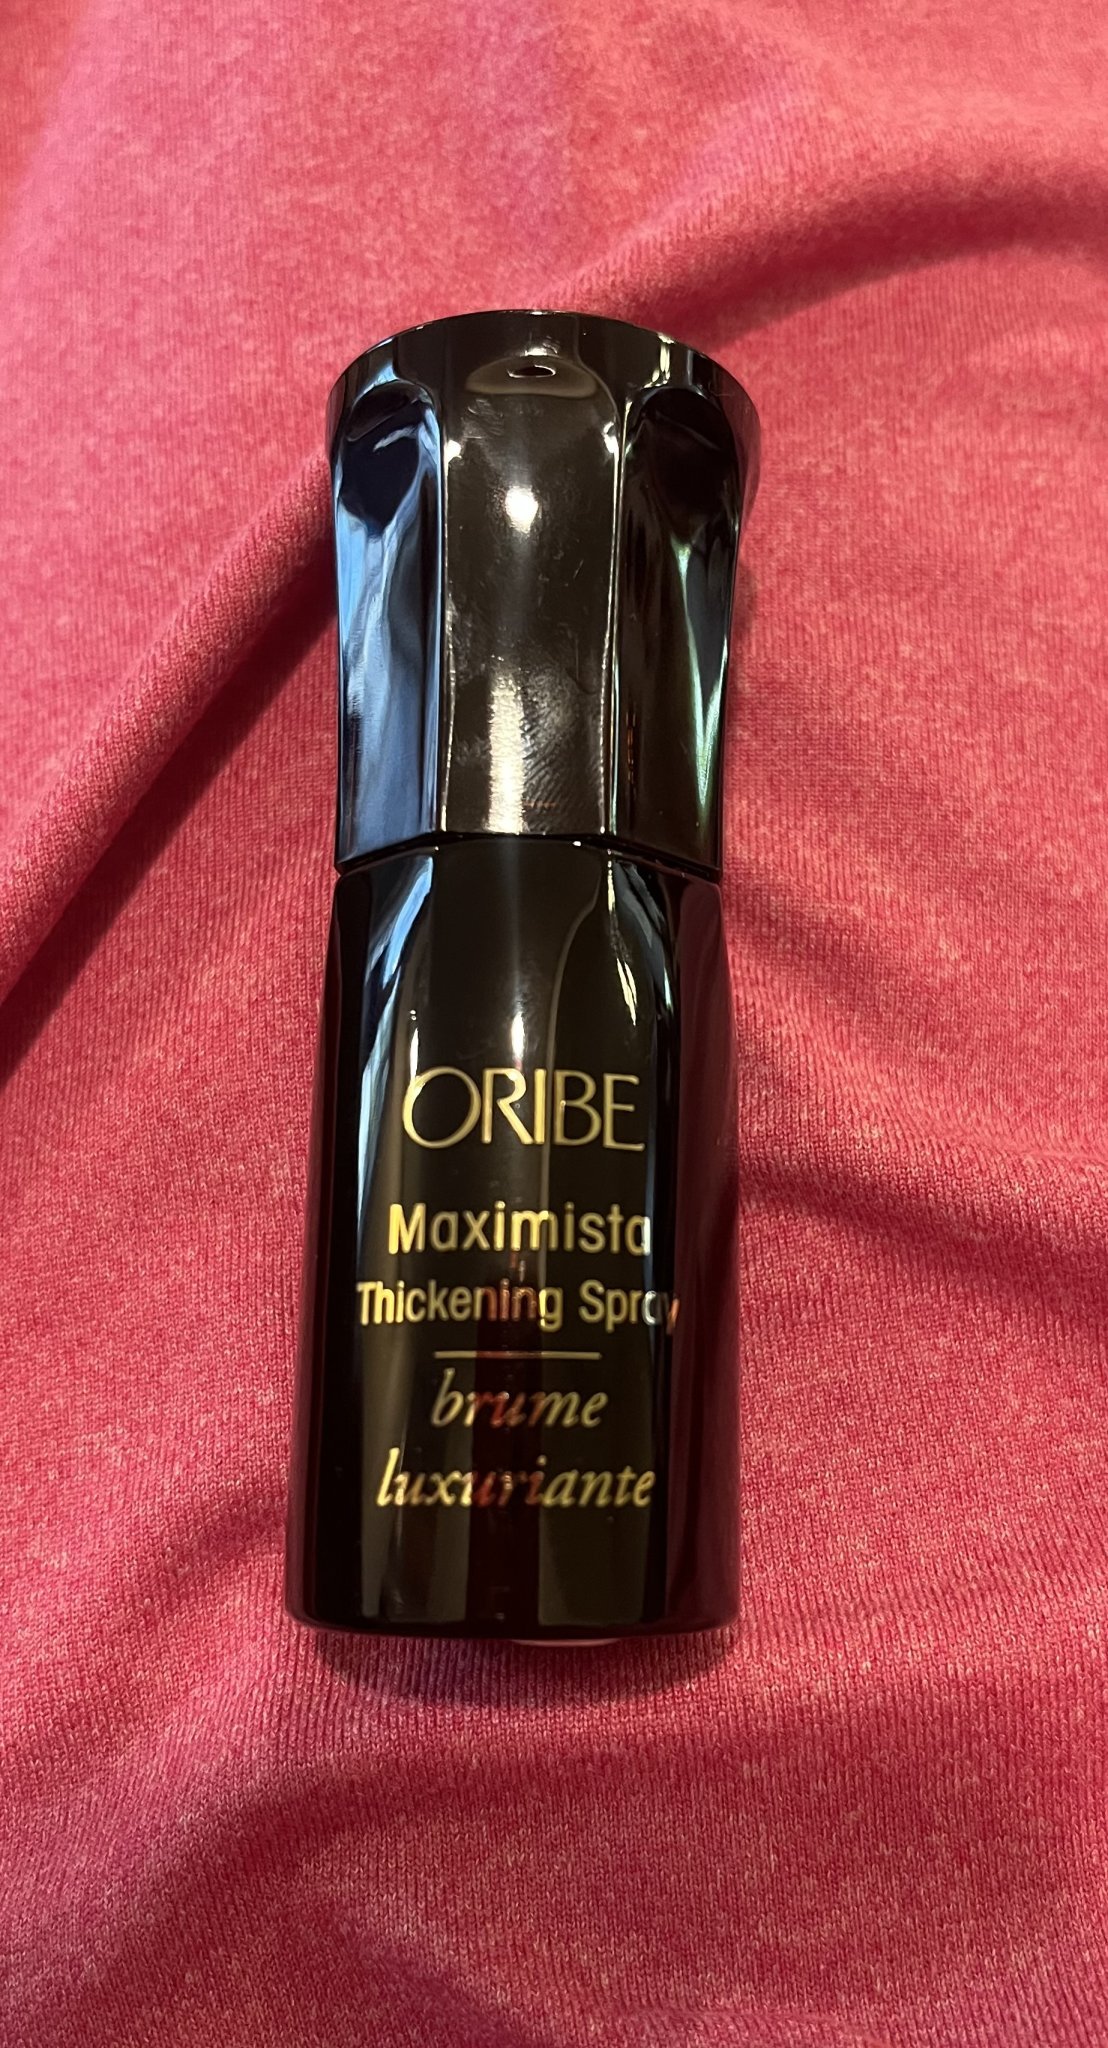 ORIBE
Maximista
Thickening Spray
brume
luxuriante